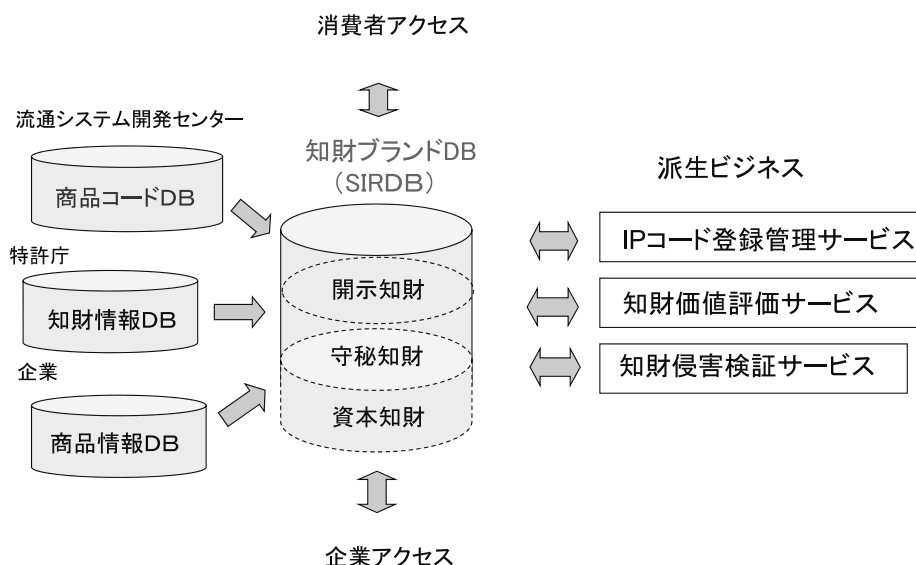 消費者アクセス
流通システム開発センター
商品コードDB
特許庁
知財情報DB
企業
商品情報DB
知財ブランドDB
(SIRDB)
開示知財
守秘知財
資本知財
企業アクセス
派生ビジネス
IPコード登録管理サービス
知財価値評価サービス
知財侵害検証サービス